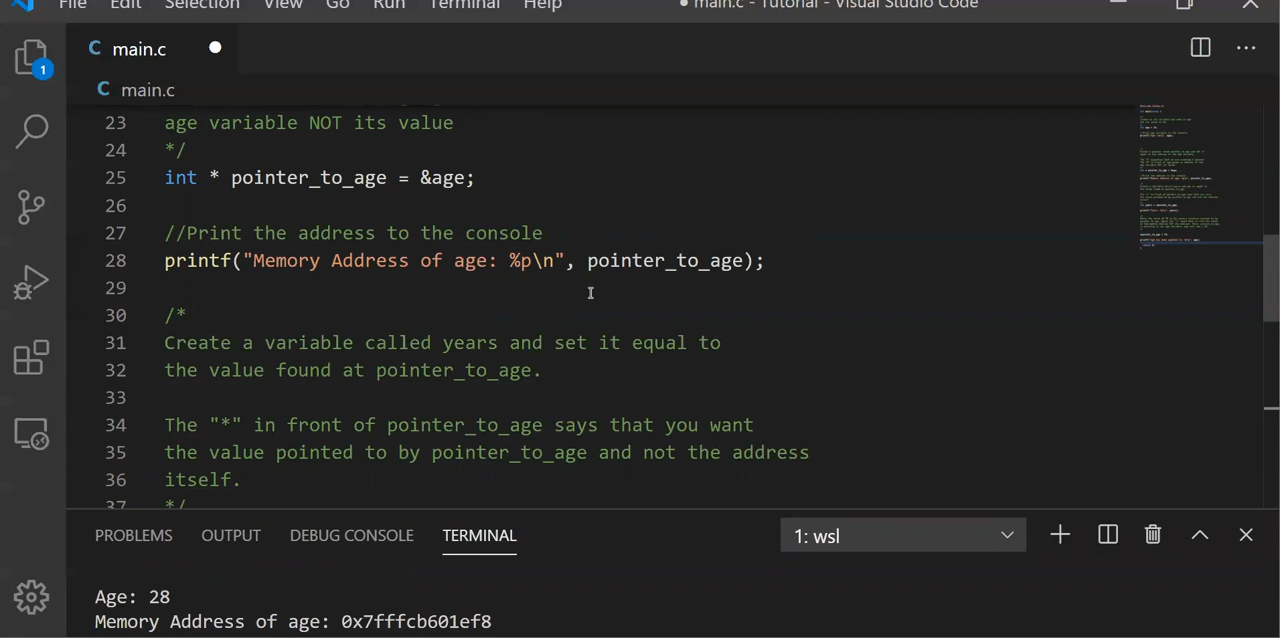 File Edit Selection View Go Run Terminal Help ● main.c - Tutorial - Visual Studio Code
C main.c ●
C main.c
1
23 age variable NOT its value
24 */
25 int * pointer_to_age = &age;
26
27 //Print the address to the console
28 printf("Memory Address of age: %p\n", pointer_to_age);
29
30 /*
31 Create a variable called years and set it equal to
32 the value found at pointer_to_age.
33
34 The "*" in front of pointer_to_age says that you want
35 the value pointed to by pointer_to_age and not the address
36 itself.
37 */
PROBLEMS OUTPUT DEBUG CONSOLE TERMINAL 1: wsl
Age: 28
Memory Address of age: 0x7fffcb601ef8